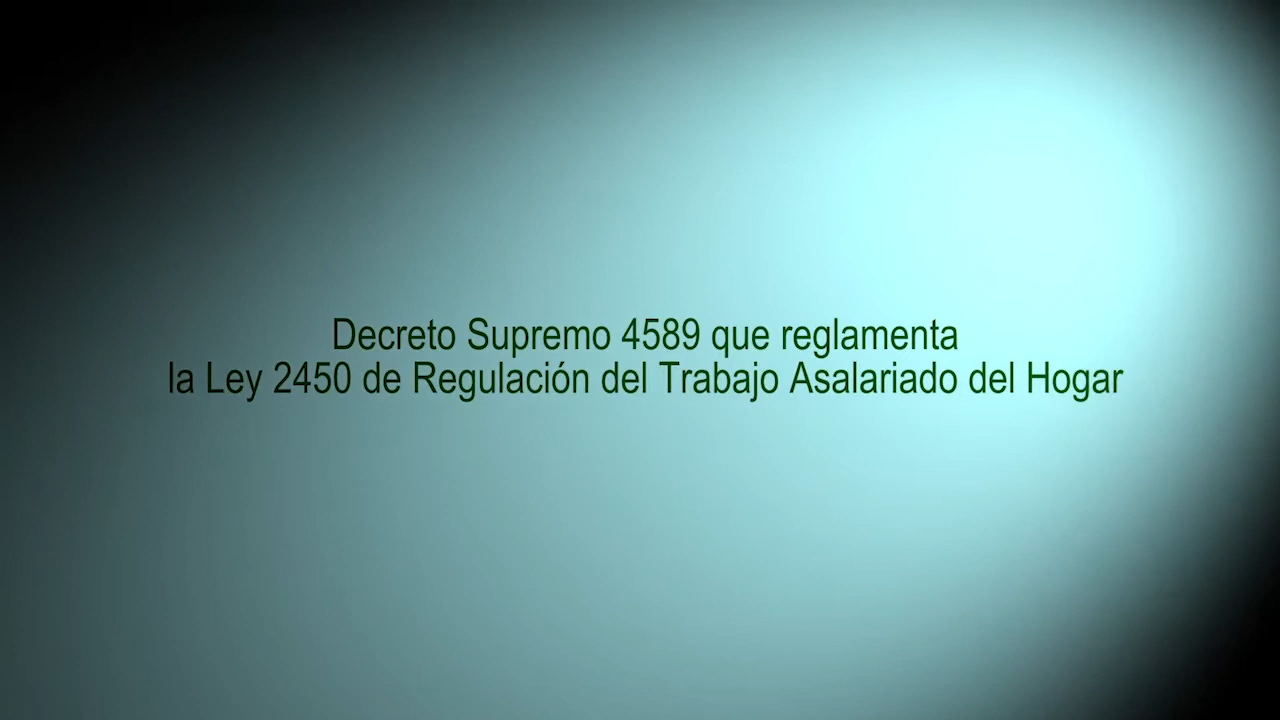 Decreto Supremo 4589 que reglamenta
la Ley 2450 de Regulación del Trabajo Asalariado del Hogar